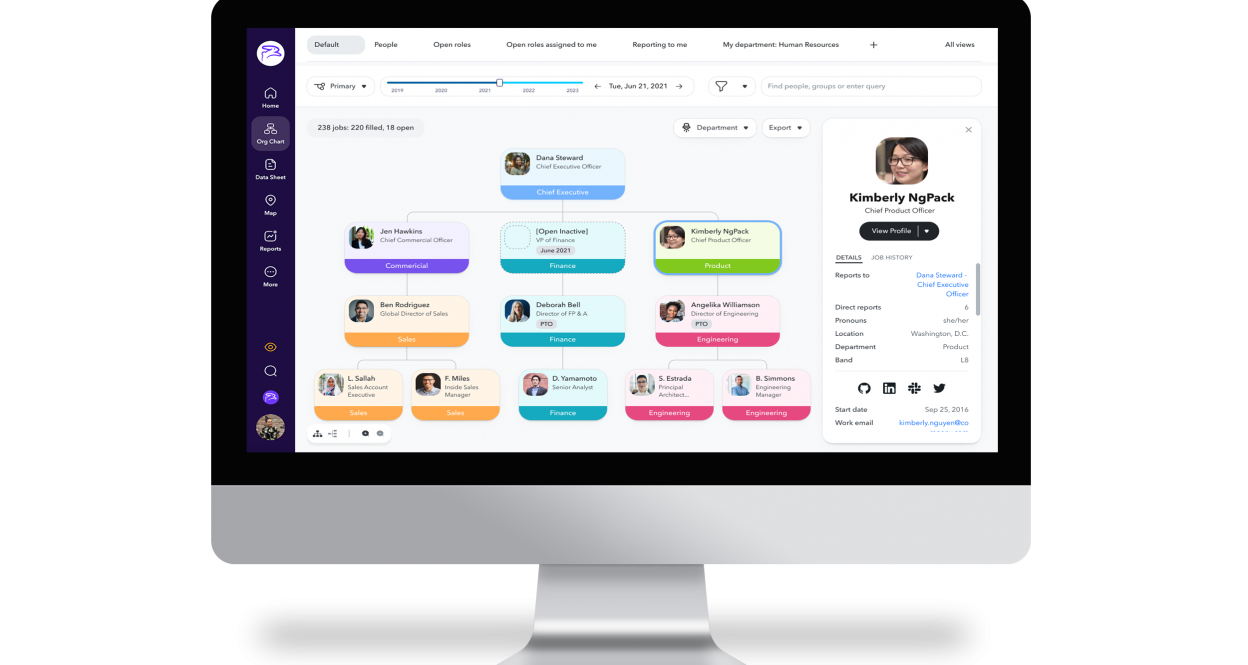 Default
People
Open roles
Open roles assigned to me
Reporting to me
My department: Human Resources
+
All views
Primary
2019
2020
2021
2022
2023
Tue, Jun 21, 2021
Find people, groups or enter query
Home
Org Chart
Data Sheet
Map
Reports
More
238 jobs: 220 filled, 18 open
Department
Export
Dana Steward
Chief Executive Officer
Chief Executive
Jen Hawkins
Chief Commercial Officer
Commericial
[Open Inactive]
VP of Finance
June 2021
Finance
Kimberly NgPack
Chief Product Officer
Product
Ben Rodriguez
Global Director of Sales
Sales
Deborah Bell
Director of FP & A
PTO
Finance
Angelika Williamson
Director of Engineering
PTO
Engineering
L. Sallah
Sales Account
Executive
Sales
F. Miles
Inside Sales
Manager
Sales
D. Yamamoto
Senior Analyst
Finance
S. Estrada
Principal
Architect...
Engineering
B. Simmons
Engineering
Manager
Engineering
Kimberly NgPack
Chief Product Officer
View Profile
DETAILS
JOB HISTORY
Reports to
Dana Steward -
Chief Executive
Officer
Direct reports
6
Pronouns
she/her
Location
Washington, D.C.
Department
Product
Band
L8
Start date
Sep 25, 2016
Work email
kimberly.nguyen@co